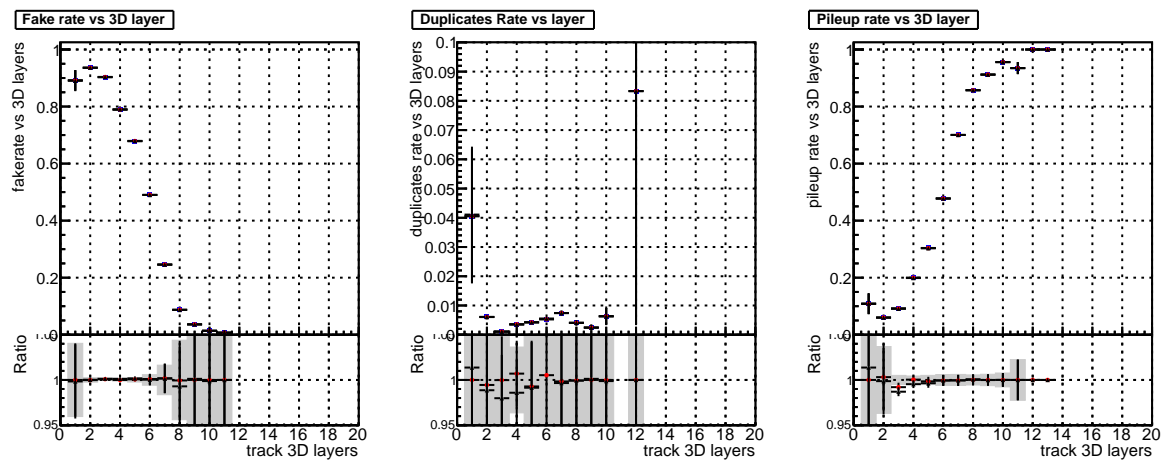 Fake rate vs 3D layer
fakerate vs 3D layers
1
0.8
0.6
0.4
0.2
0
Ratio
1
0.95
0 2 4 6 8 10 12 14 16 18 20
track 3D layers
Duplicates Rate vs layer
duplicates rate vs 3D layers
0.1
0.09
0.08
0.07
0.06
0.05
0.04
0.03
0.02
0.01
0
Ratio
1
0.95
0 2 4 6 8 10 12 14 16 18 20
track 3D layers
Pileup rate vs 3D layer
pileup rate vs 3D layers
1
0.8
0.6
0.4
0.2
0
Ratio
1
0.95
0 2 4 6 8 10 12 14 16 18 20
track 3D layers